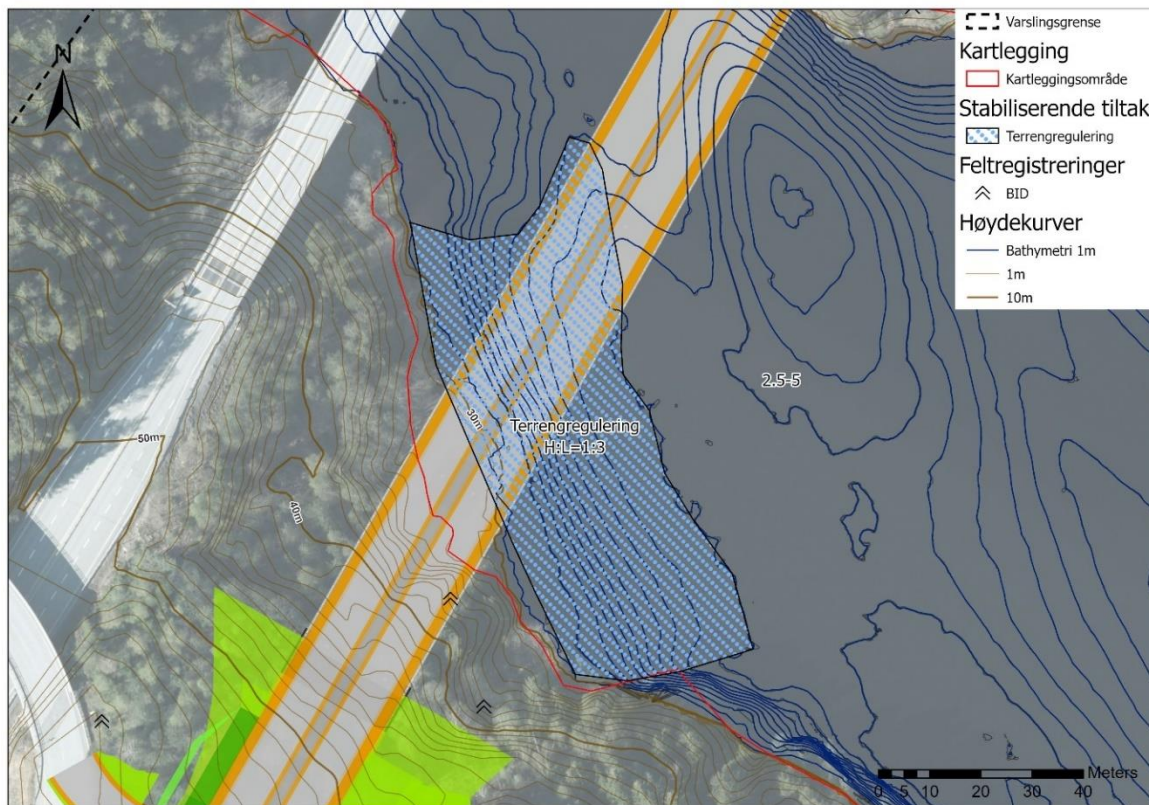 N
Varslingsgrense
Kartlegging
Kartleggingsområde
Stabiliserende tiltak
Terrengregulering
Feltregistreringer
BID
Høydekurver
Bathymetri 1m
1m
10m
2.5-5
30m
Terrengregulering
H:L=1:3
50m
40m
Meters
0 5 10 20 30 40